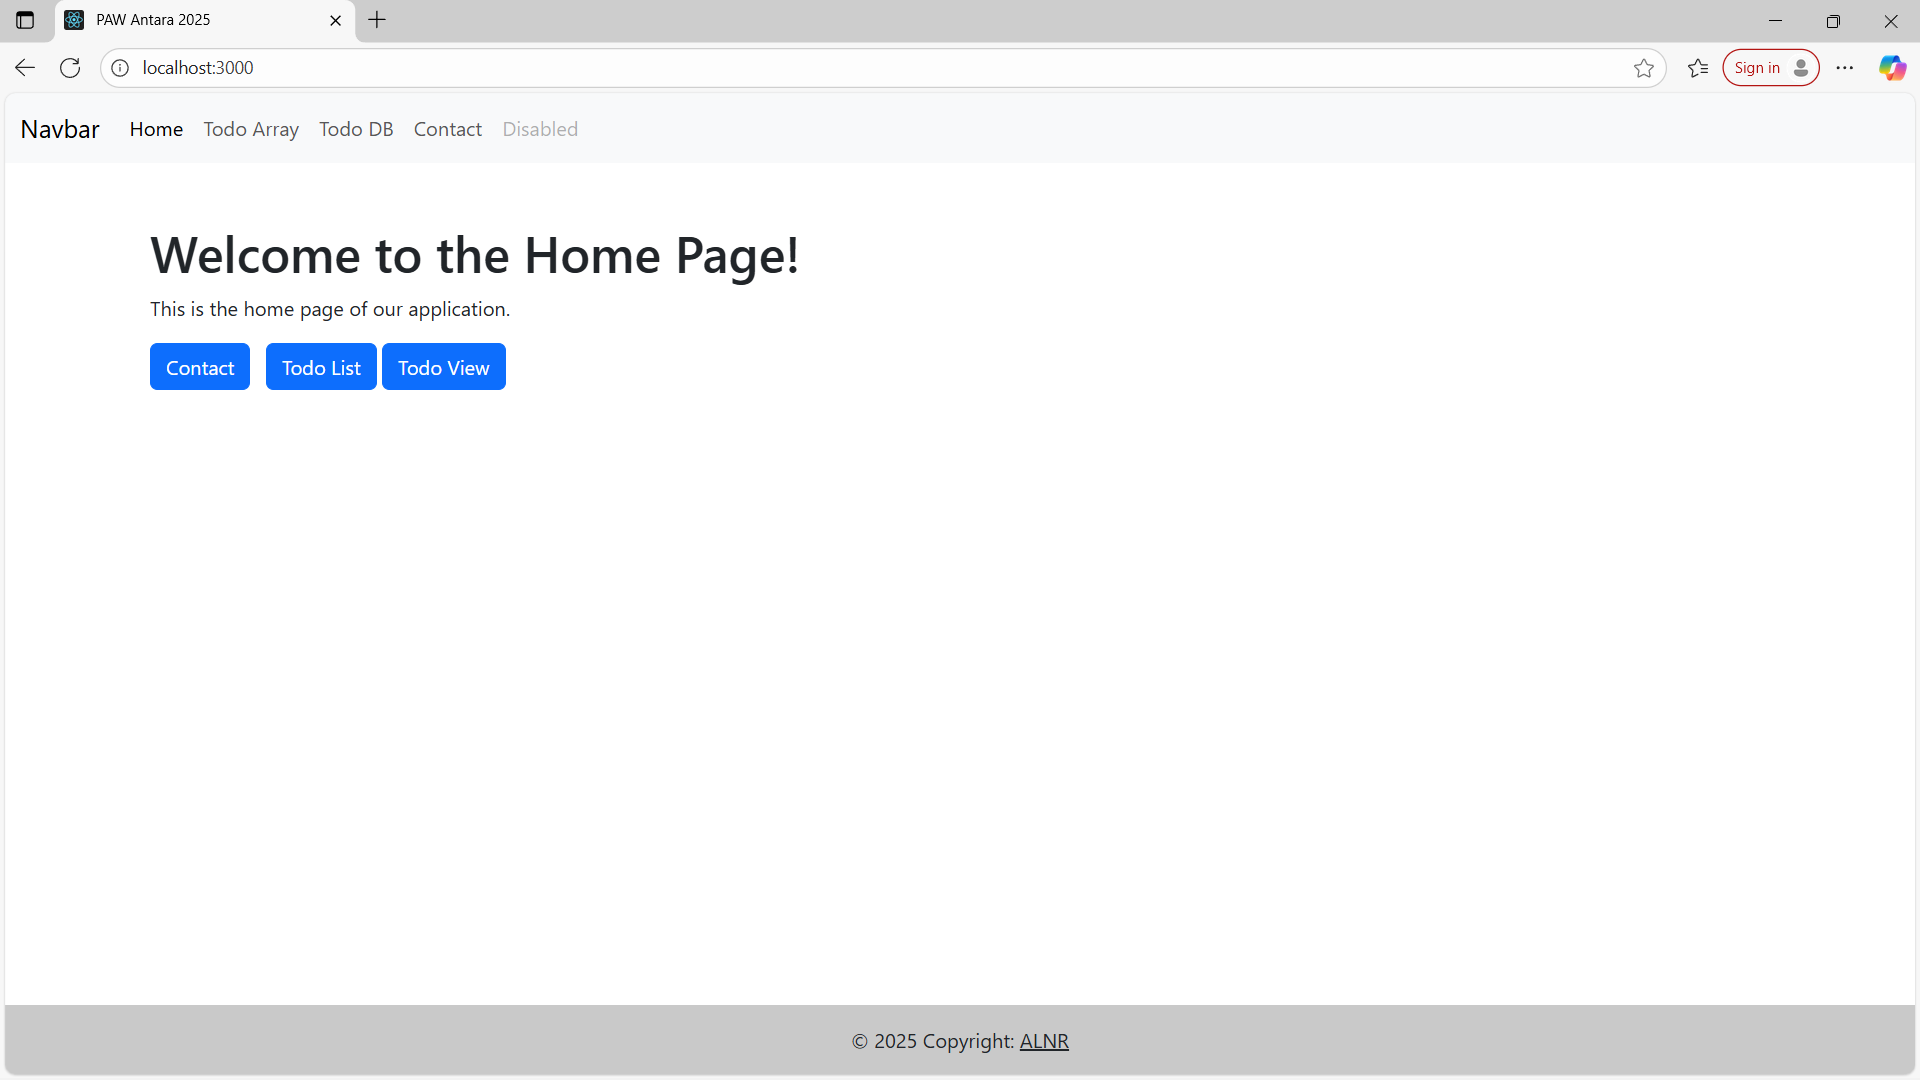 PAW Antara 2025
localhost:3000
Sign in
Navbar Home Todo Array Todo DB Contact Disabled
Welcome to the Home Page!
This is the home page of our application.
Contact Todo List Todo View
© 2025 Copyright: ALNR